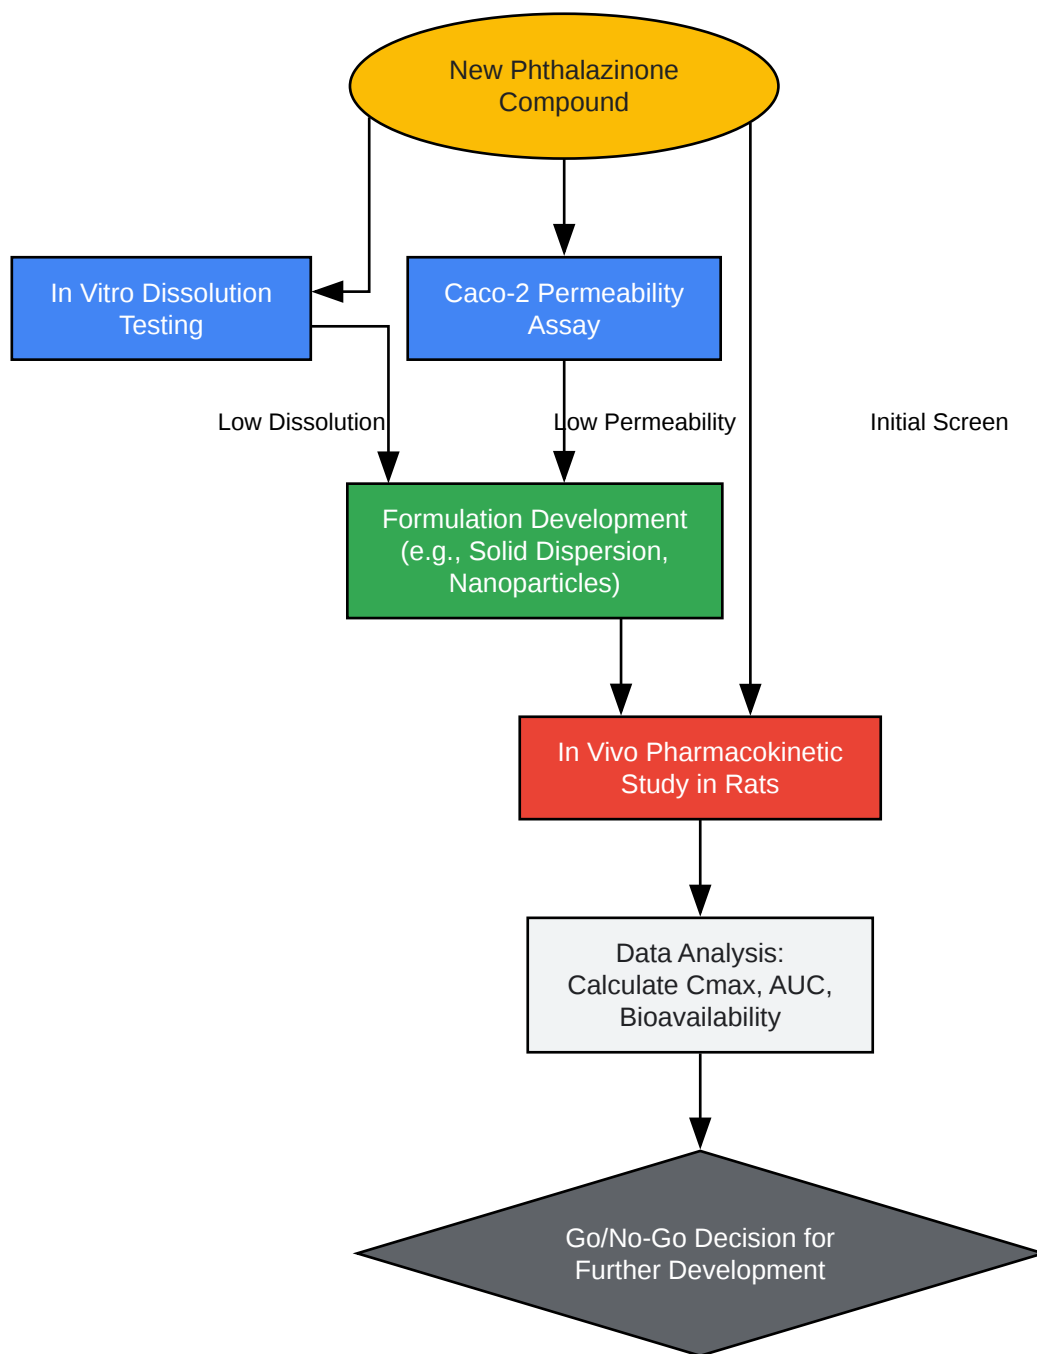 New Phthalazinone
Compound
In Vitro Dissolution
Testing
Caco-2 Permeability
Assay
Low Dissolution
Low Permeability
Initial Screen
Formulation Development
(e.g., Solid Dispersion,
Nanoparticles)
In Vivo Pharmacokinetic
Study in Rats
Data Analysis:
Calculate Cmax, AUC,
Bioavailability
Go/No-Go Decision for
Further Development